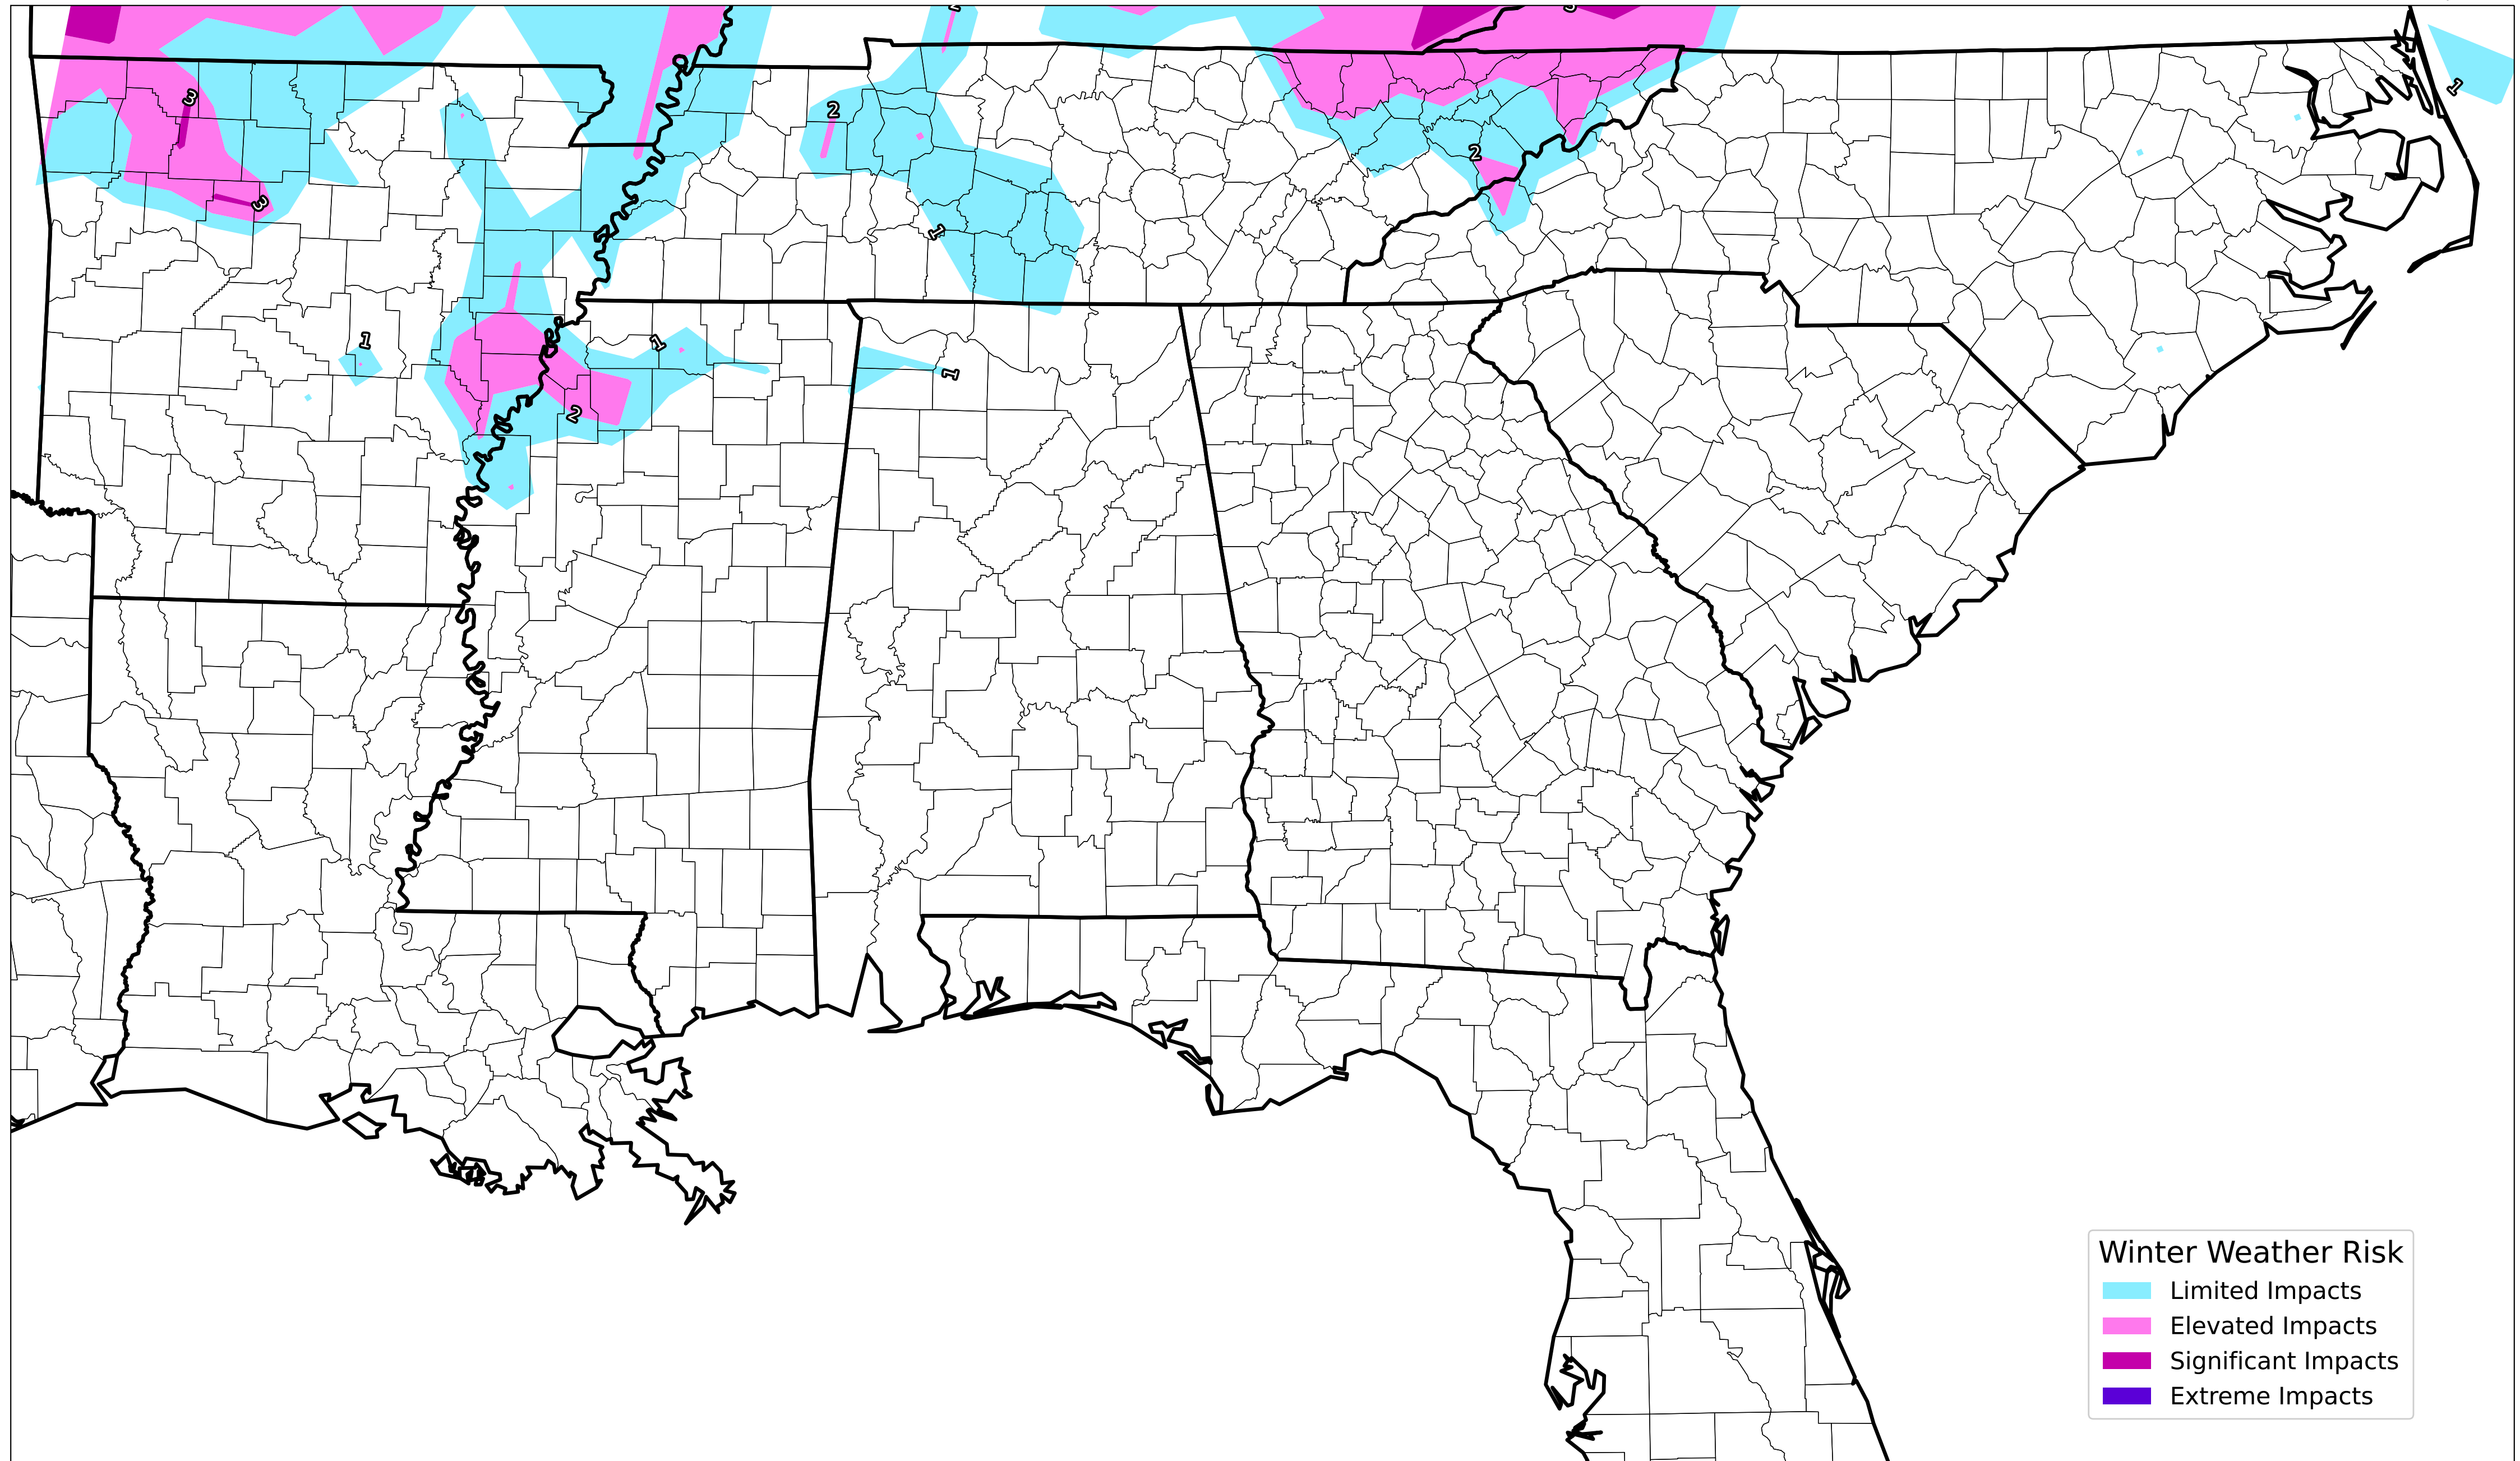 3
2
3
2
1
1
1
1
2
1
Winter Weather Risk
Limited Impacts
Elevated Impacts
Significant Impacts
Extreme Impacts